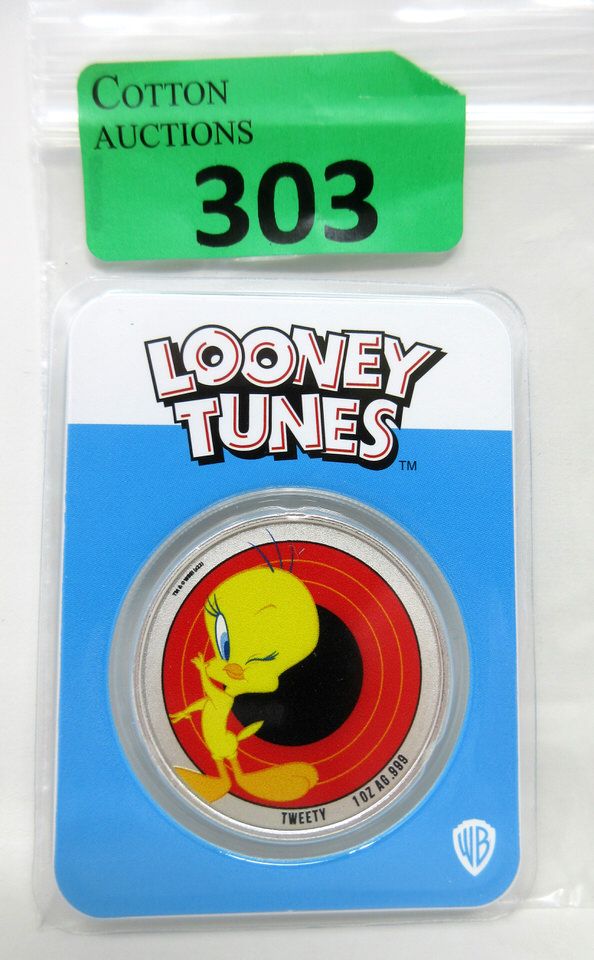 COTTON
AUCTIONS
303
LOONEY
TUNES
TM
TWEETY 1 OZ AG .999
WB